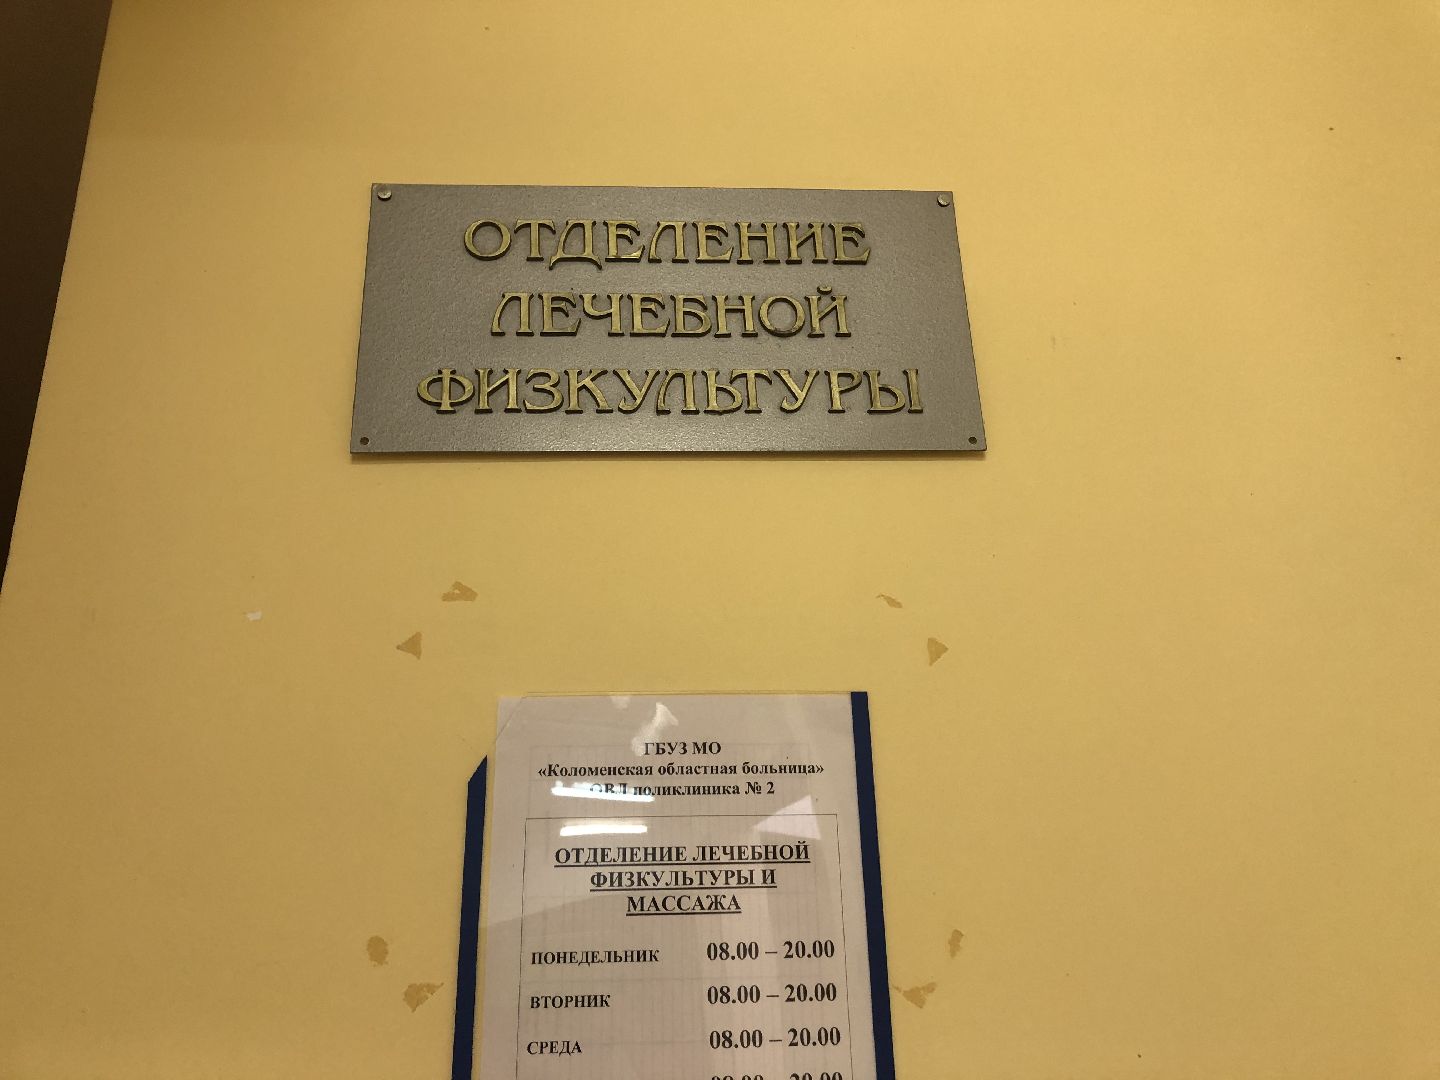 ОТДЕЛЕНИЕ
ЛЕЧЕБНОЙ
ФИЗКУЛЬТУРЫ
ГБУЗ МО
«Коломенская областная больница»
ОВЛ поликлиника № 2
ОТДЕЛЕНИЕ ЛЕЧЕБНОЙ
ФИЗКУЛЬТУРЫ И
МАССАЖА
ПОНЕДЕЛЬНИК 08.00 – 20.00
ВТОРНИК 08.00 – 20.00
СРЕДА 08.00 – 20.00